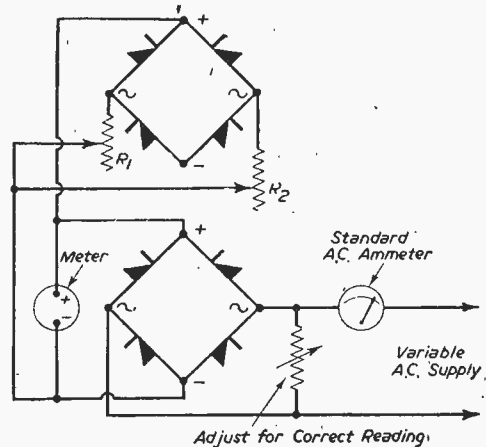 +
~
~
R1
-
R2
+
Meter
+
-
~
~
-
Standard
A.C. Ammeter
Variable
A.C. Supply
Adjust for Correct Reading